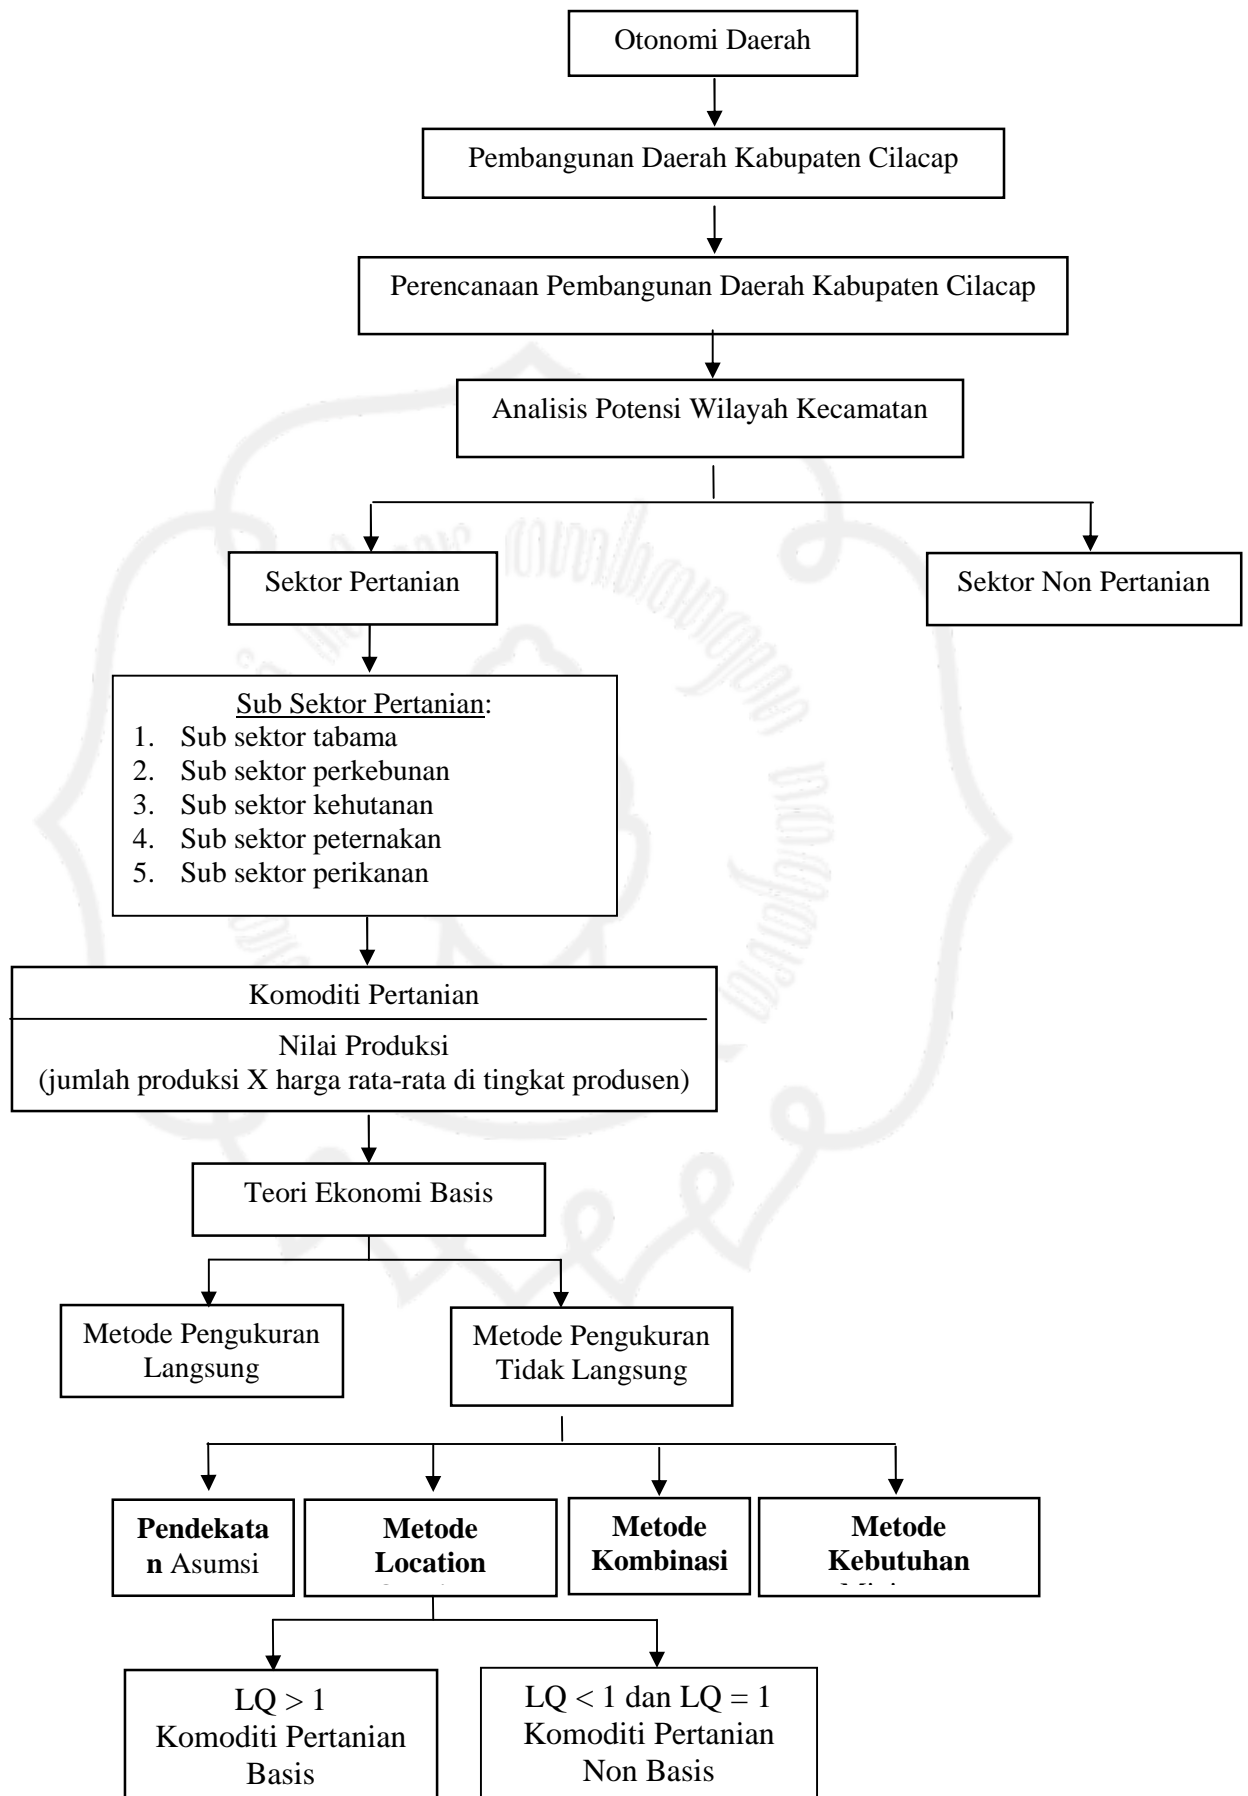 Otonomi Daerah
Pembangunan Daerah Kabupaten Cilacap
Perencanaan Pembangunan Daerah Kabupaten Cilacap
Analisis Potensi Wilayah Kecamatan
Sektor Pertanian
Sektor Non Pertanian
Sub Sektor Pertanian:
1. Sub sektor tabama
2. Sub sektor perkebunan
3. Sub sektor kehutanan
4. Sub sektor peternakan
5. Sub sektor perikanan
Komoditi Pertanian
Nilai Produksi
(jumlah produksi X harga rata-rata di tingkat produsen)
Teori Ekonomi Basis
Metode Pengukuran
Langsung
Metode Pengukuran
Tidak Langsung
Pendekata
n Asumsi
Metode
Location
Metode
Kombinasi
Metode
Kebutuhan
LQ > 1
Komoditi Pertanian
Basis
LQ < 1 dan LQ = 1
Komoditi Pertanian
Non Basis